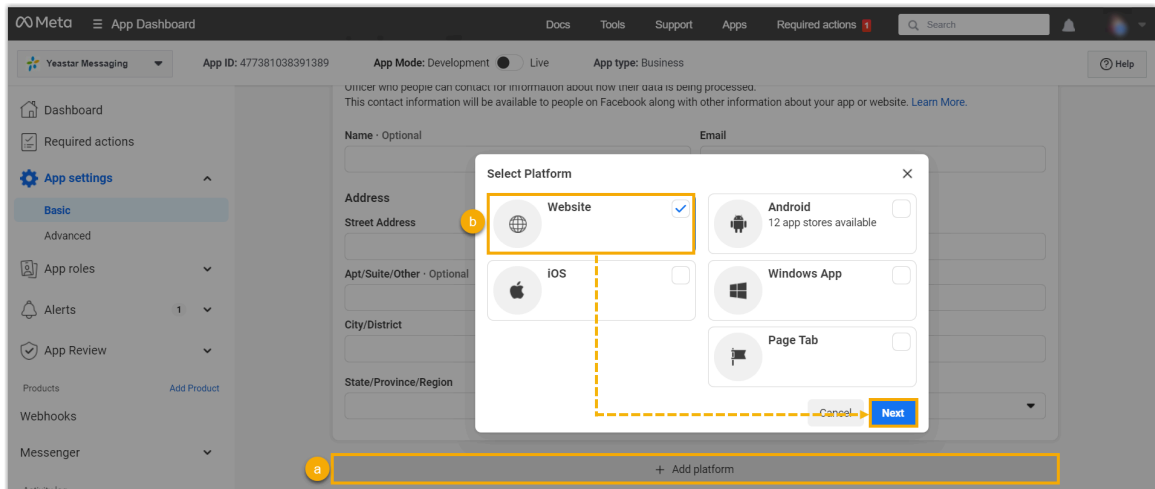 Meta App Dashboard Docs Tools Support Apps Required actions 1 Search
Yeastar Messaging App ID: 477381038391389 App Mode: Development Live App type: Business Help
Dashboard
Required actions
App settings
Basic
Advanced
App roles
Alerts 1
App Review
Products Add Product
Webhooks
Messenger
Officer who people can contact for information about how their data is being processed.
This contact information will be available to people on Facebook along with other information about your app or website. Learn More.
Name · Optional Email
Address
Street Address
Apt/Suite/Other · Optional
City/District
State/Province/Region
Select Platform
b
Website
Android
12 app stores available
iOS
Windows App
Page Tab
Cancel Next
a
+ Add platform